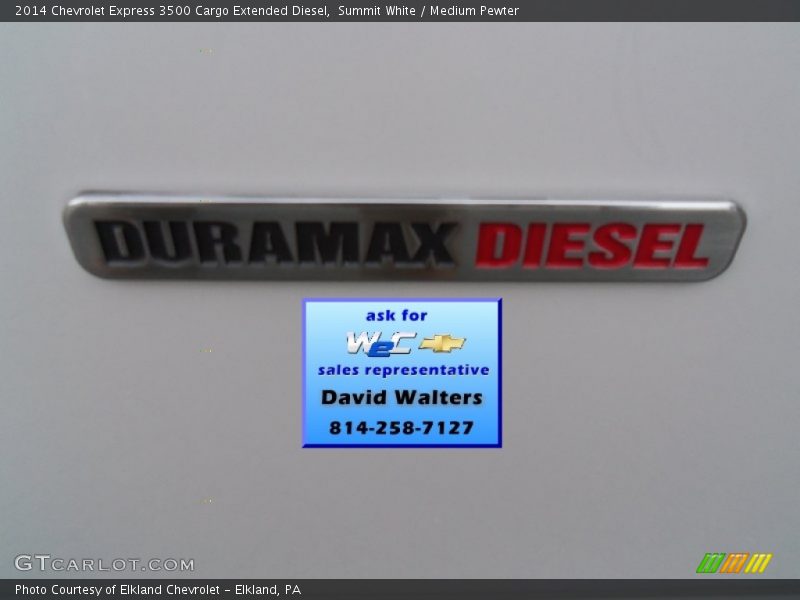 2014 Chevrolet Express 3500 Cargo Extended Diesel,  Summit White / Medium Pewter
DURAMAX DIESEL
ask for
W2C
sales representative
David Walters
814-258-7127
GTCARLOT.COM
Photo Courtesy of Elkland Chevrolet - Elkland, PA